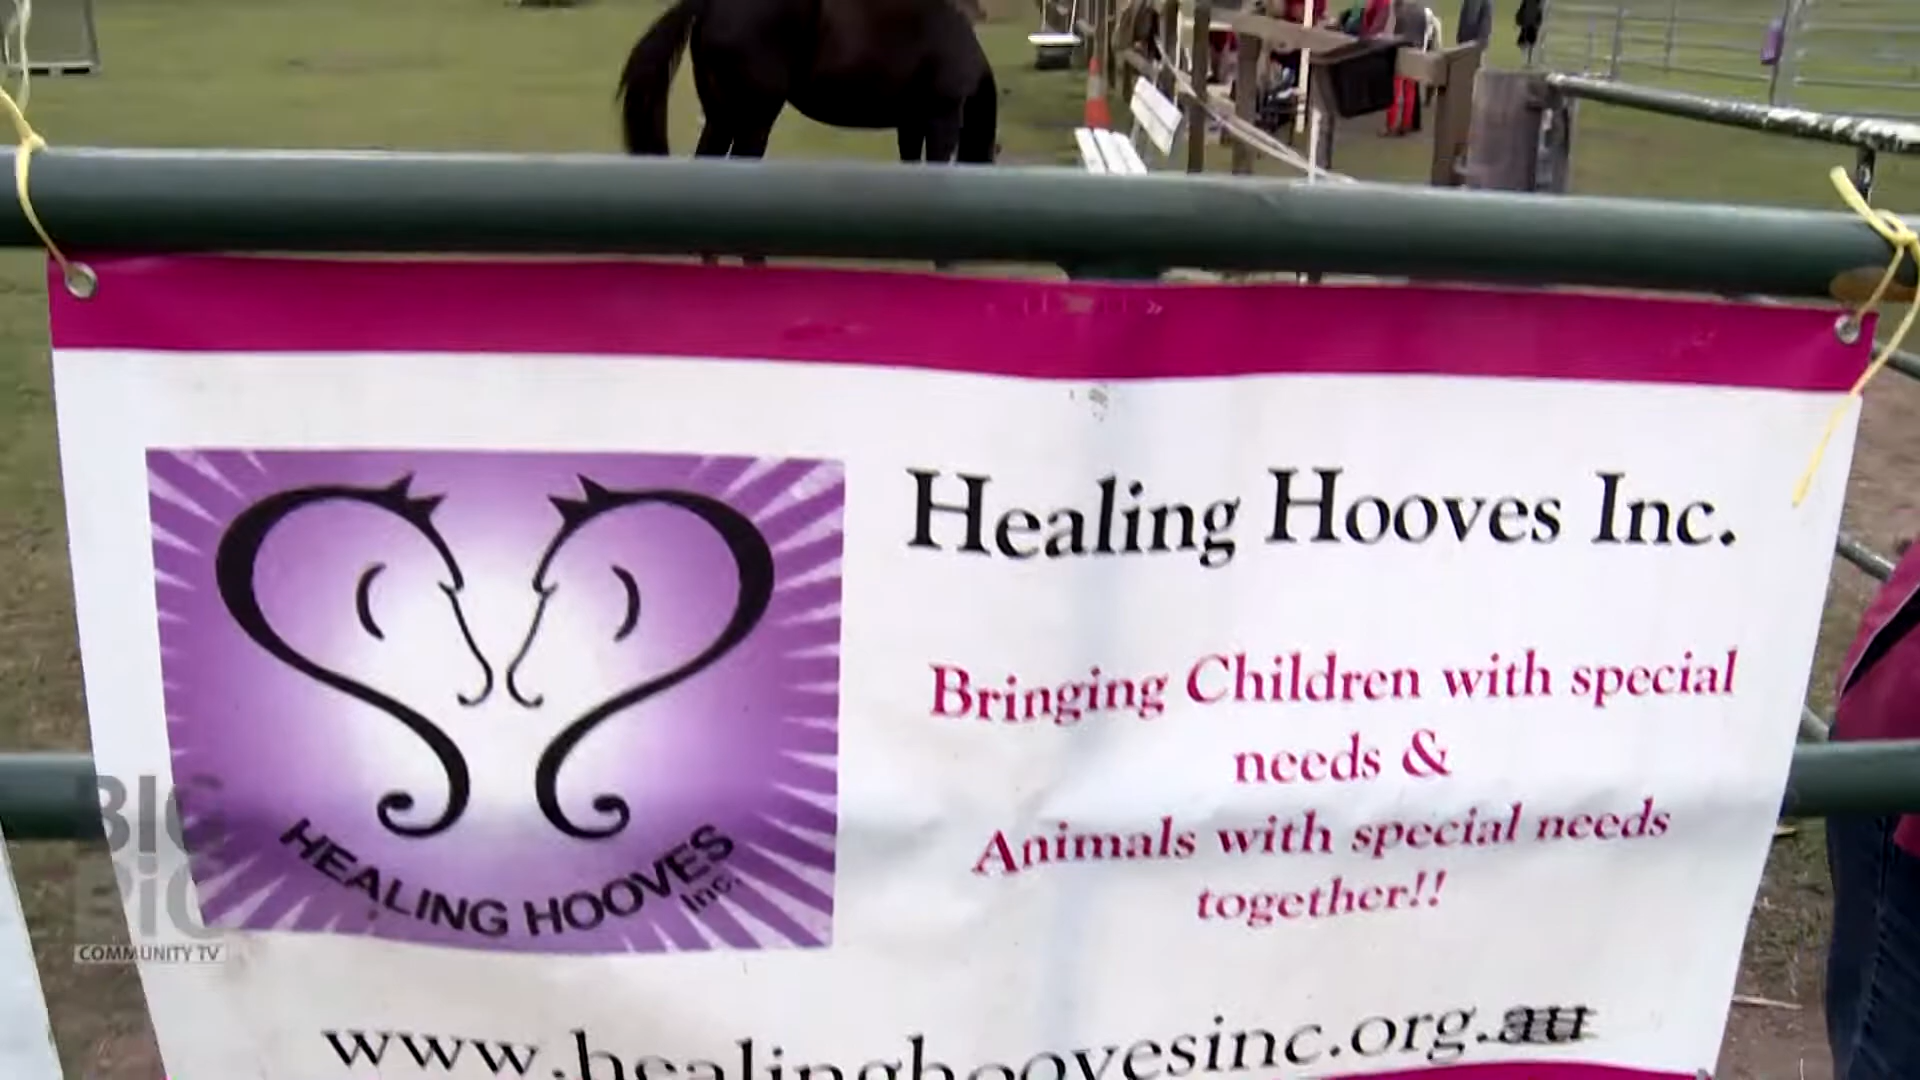 Healing Hooves Inc.
Bringing Children with special
needs &
Animals with special needs
together!!
HEALING HOOVES
Inc.
www.healinghoovesinc.org.au
BIG
PiC
COMMUNITY TV